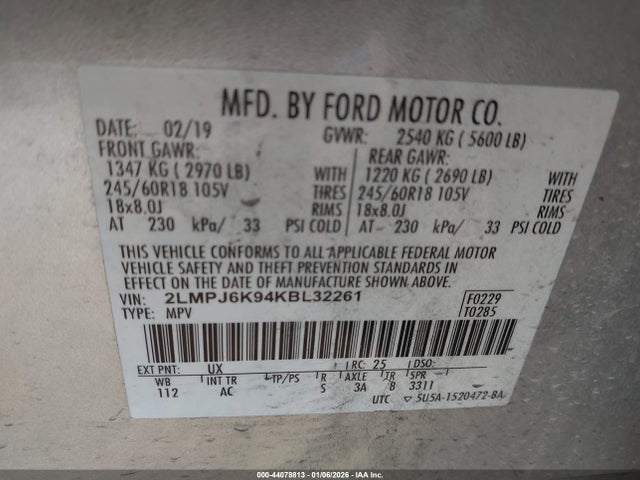 MFD. BY FORD MOTOR CO.
DATE: 02/19 GVWR: 2540 KG ( 5600 LB)
FRONT GAWR: REAR GAWR:
1347 KG ( 2970 LB) WITH 1220 KG ( 2690 LB) WITH
245/60R18 105V TIRES 245/60R18 105V TIRES
18x8.0J RIMS 18x8.0J RIMS
AT 230 kPa/ 33 PSI COLD AT 230 kPa/ 33 PSI COLD
THIS VEHICLE CONFORMS TO ALL APPLICABLE FEDERAL MOTOR
VEHICLE SAFETY AND THEFT PREVENTION STANDARDS IN
EFFECT ON THE DATE OF MANUFACTURE SHOWN ABOVE.
VIN: 2LMPJ6K94KBL32261 F0229
TYPE: MPV T0285
EXT PNT: UX RC: 25 DSO:
WB INT TR TP/PS R AXLE TR SPR
112 AC S 3A 8 3311
UTC ▽ 5U5A-1520472-BA
000-44078813 - 01/06/2026 - IAA Inc.